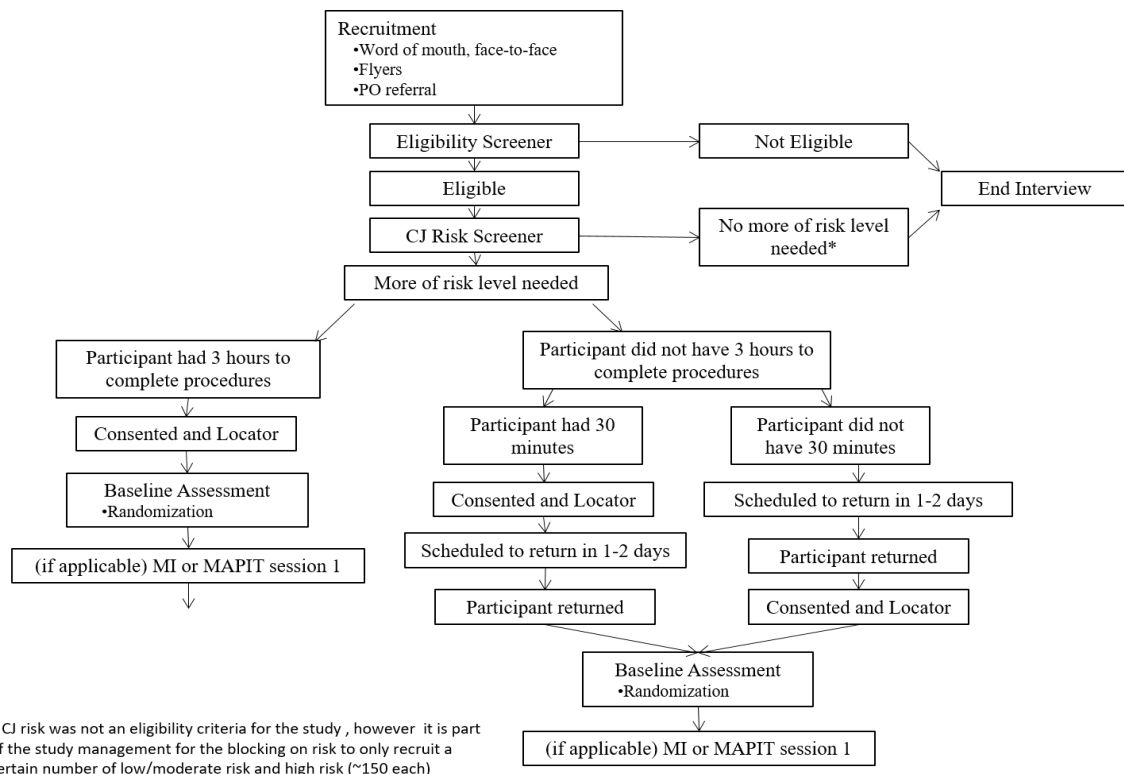 Recruitment
•Word of mouth, face-to-face
•Flyers
•PO referral
Eligibility Screener
Not Eligible
End Interview
Eligible
CJ Risk Screener
No more of risk level
needed*
More of risk level needed
Participant had 3 hours to
complete procedures
Participant did not have 3 hours to
complete procedures
Consented and Locator
Baseline Assessment
•Randomization
(if applicable) MI or MAPIT session 1
Participant had 30
minutes
Consented and Locator
Scheduled to return in 1-2 days
Participant returned
Participant did not
have 30 minutes
Scheduled to return in 1-2 days
Participant returned
Consented and Locator
Baseline Assessment
•Randomization
(if applicable) MI or MAPIT session 1
CJ risk was not an eligibility criteria for the study , however it is part
the study management for the blocking on risk to only recruit a
number of low/moderate risk and high risk (~150 each)